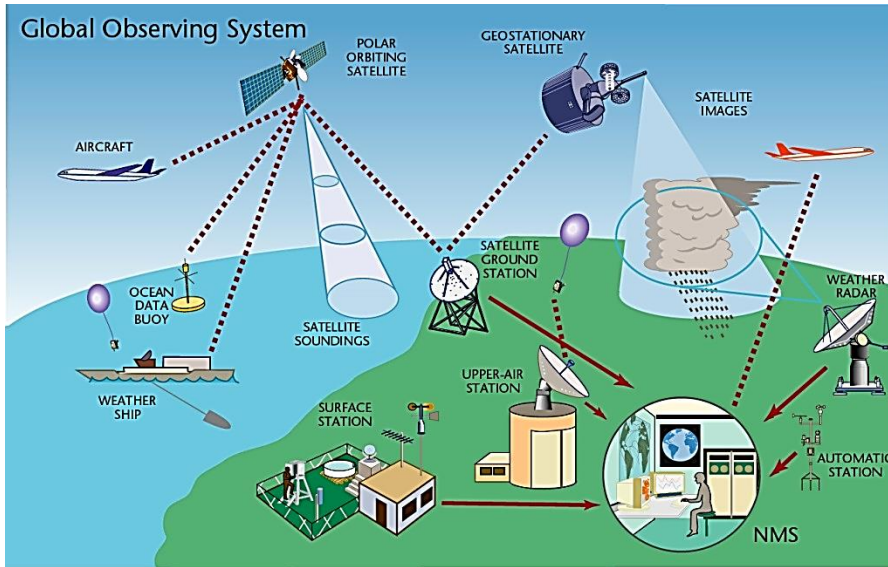 Global Observing System
POLAR
ORBITING
SATELLITE
GEOSTATIONARY
SATELLITE
SATELLITE
IMAGES
AIRCRAFT
SATELLITE
GROUND
STATION
OCEAN
DATA
BUOY
WEATHER
RADAR
SATELLITE
SOUNDINGS
UPPER-AIR
STATION
WEATHER
SHIP
SURFACE
STATION
AUTOMATIC
STATION
NMS